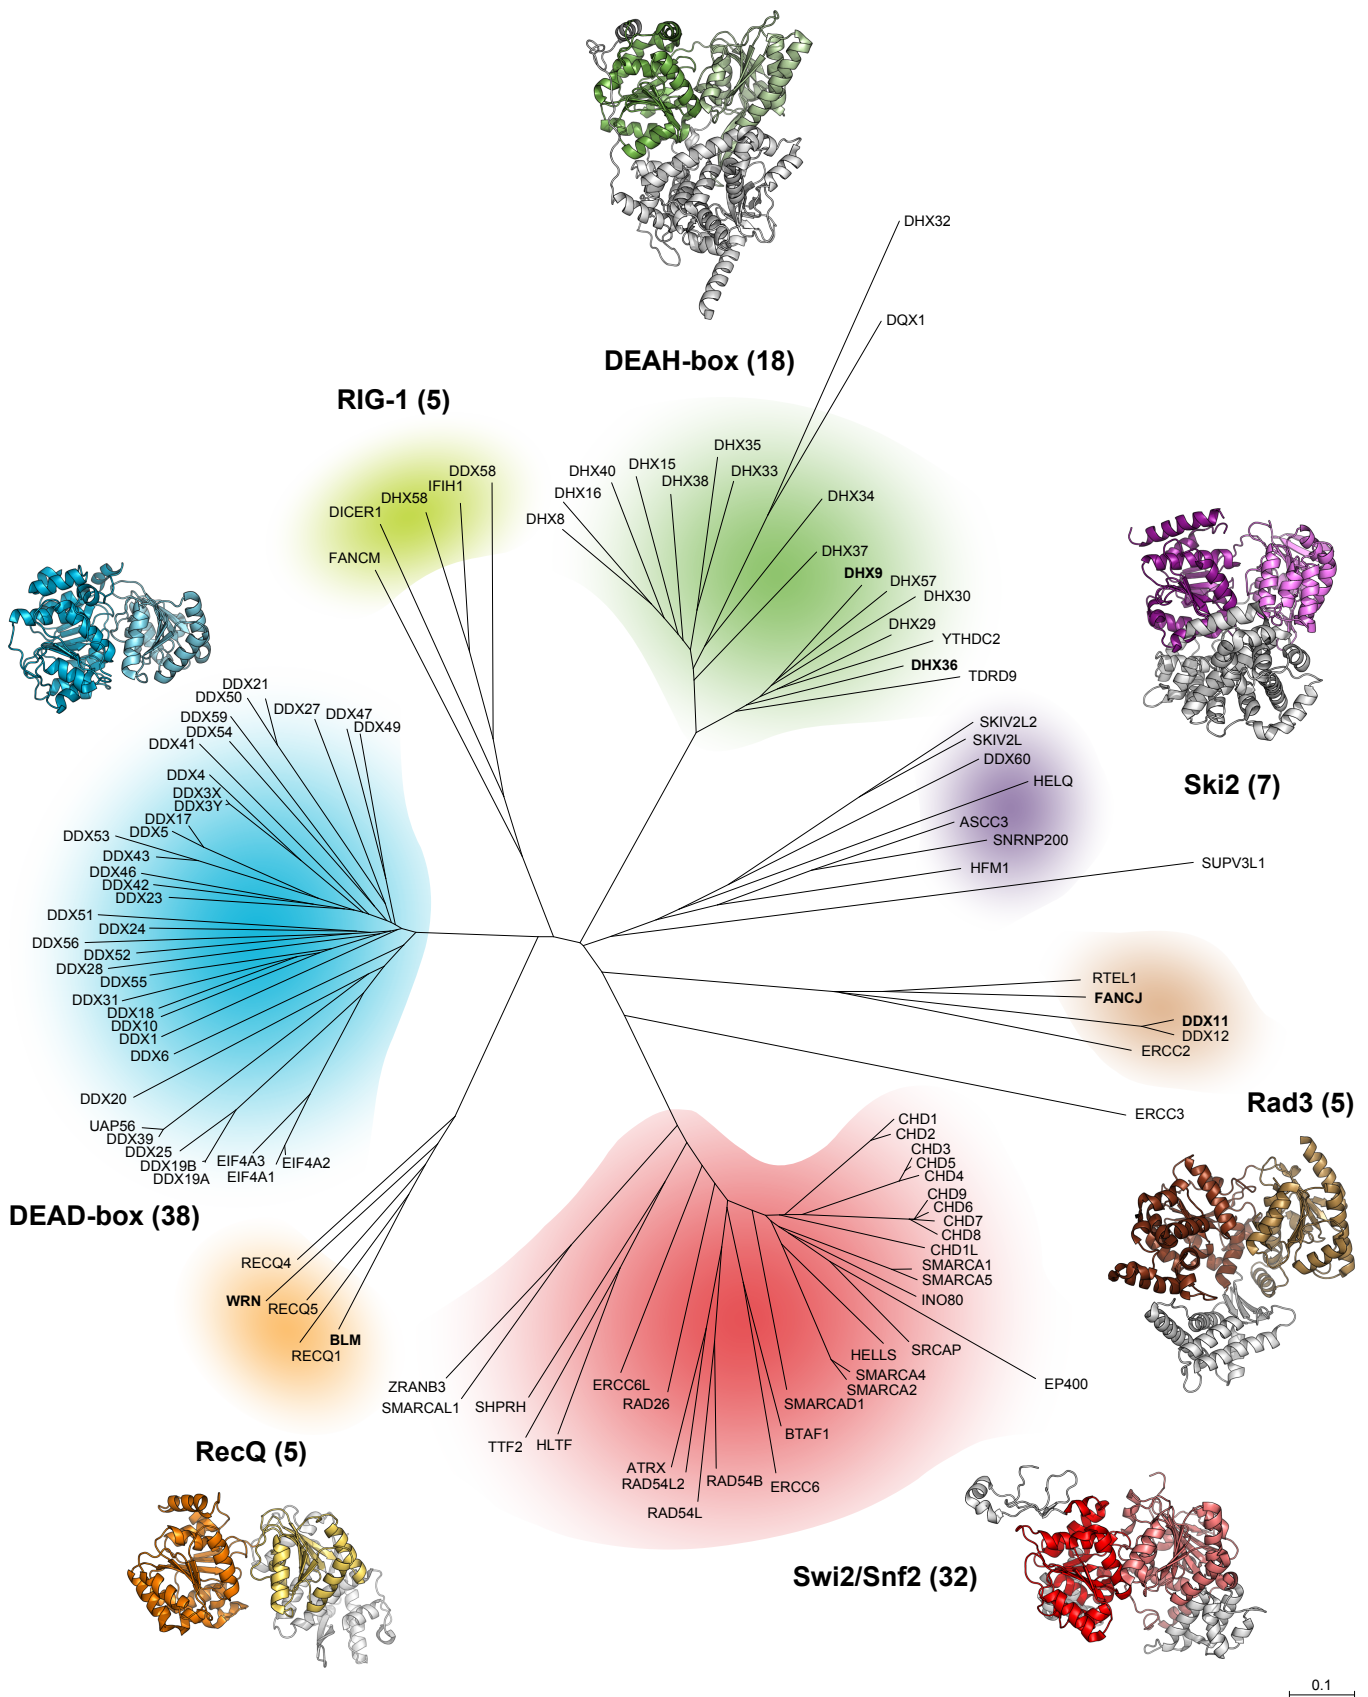 DHX32
DQX1
DEAH-box (18)
RIG-1 (5)
DHX35
DDX58
DHX40
DHX15
DHX33
IFIH1
DHX38
DHX58
DHX16
DHX34
DICER1
DHX8
DHX37
FANCM
DHX9
DHX57
DHX30
DHX29
YTHDC2
DHX36
TDRD9
DDX21
DDX50
DDX27
DDX47
DDX59
DDX49
DDX54
DDX41
SKIV2L2
SKIV2L
DDX60
HELQ
Ski2 (7)
DDX4
DDX3X
DDX3Y
DDX17
DDX5
DDX53
ASCC3
SNRNP200
DDX43
HFM1
SUPV3L1
DDX46
DDX42
DDX23
DDX51
DDX24
DDX56
DDX52
DDX28
DDX55
RTEL1
DDX31
FANCJ
DDX18
DDX11
DDX10
DDX12
DDX1
ERCC2
DDX6
DDX20
Rad3 (5)
ERCC3
UAP56
CHD1
DDX39
CHD2
DDX25
CHD3
DDX19B
EIF4A3
EIF4A2
CHD5
DDX19A
EIF4A1
CHD4
CHD9
CHD6
DEAD-box (38)
CHD7
CHD8
CHD1L
RECQ4
SMARCA1
SMARCA5
WRN
RECQ5
INO80
BLM
RECQ1
HELLS
SRCAP
SMARCA4
ZRANB3
ERCC6L
SMARCA2
EP400
SMARCAL1
SHPRH
RAD26
SMARCAD1
BTAF1
TTF2
HLTF
RecQ (5)
ATRX
RAD54L2
RAD54B
ERCC6
RAD54L
Swi2/Snf2 (32)
0.1